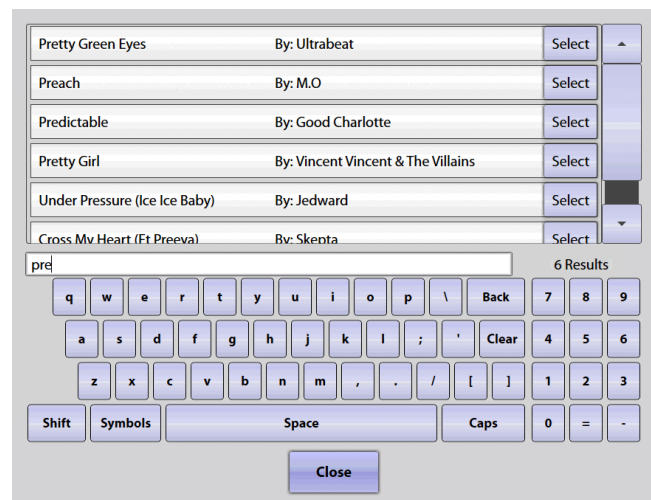 Pretty Green Eyes By: Ultrabeat Select
Preach By: M.O Select
Predictable By: Good Charlotte Select
Pretty Girl By: Vincent Vincent & The Villains Select
Under Pressure (Ice Ice Baby) By: Jedward Select
Cross My Heart (Ft Preeya) By: Skepta Select
pre 6 Results
q w e r t y u i o p \ Back 7 8 9
a s d f g h j k l ; ' Clear 4 5 6
z x c v b n m , . / [ ] 1 2 3
Shift Symbols Space Caps 0 = -
Close